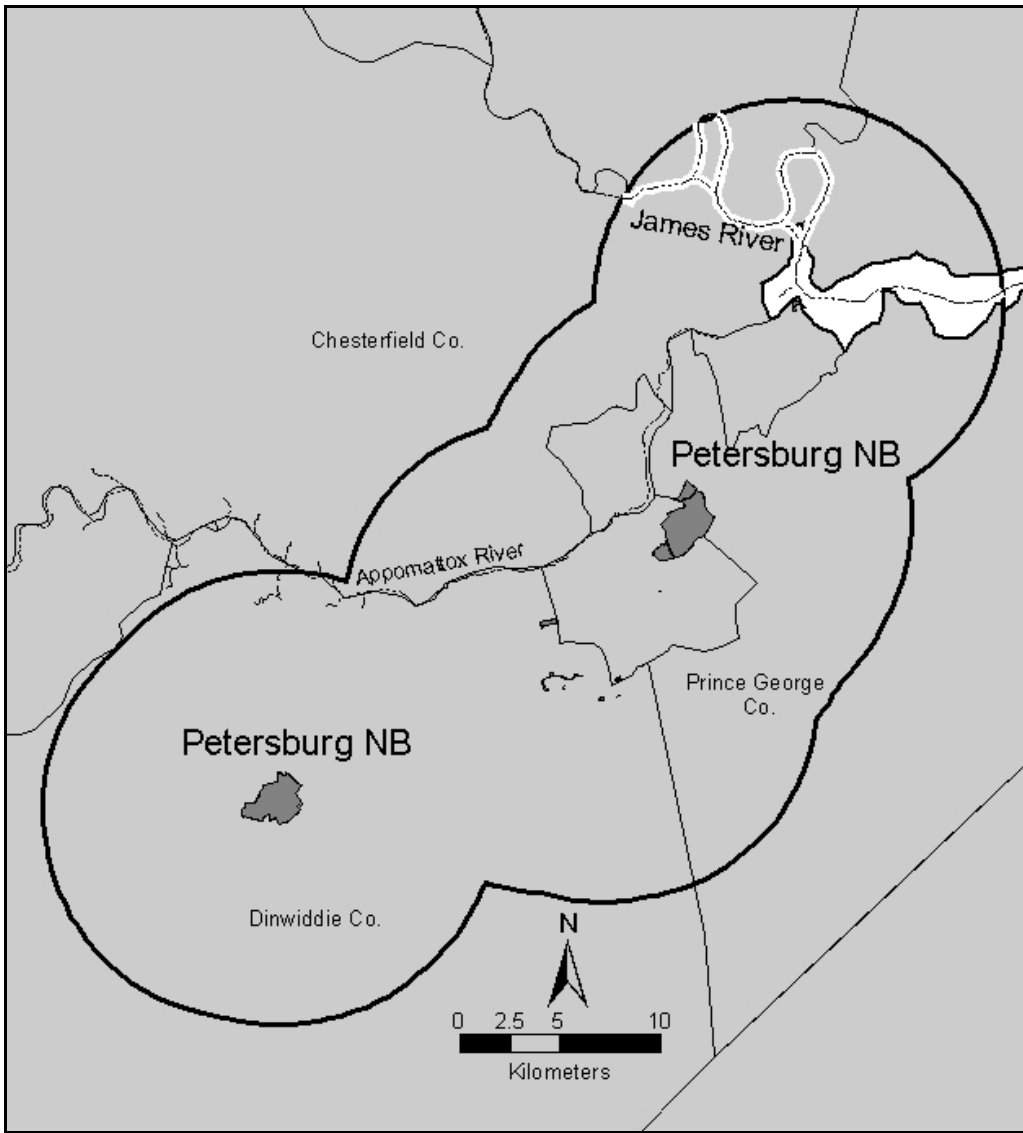 James River
Chesterfield Co.
Petersburg NB
Appomattox River
Prince George
Co.
Petersburg NB
Dinwiddie Co.
N
0 2.5 5 10
Kilometers